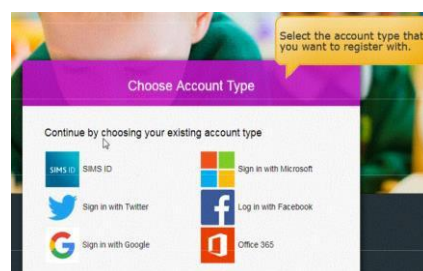 Select the account type that
you want to register with.
Choose Account Type
Continue by choosing your existing account type
SIMS ID SIMS ID
Sign in with Microsoft
Sign in with Twitter
Log in with Facebook
Sign in with Google
Office 365